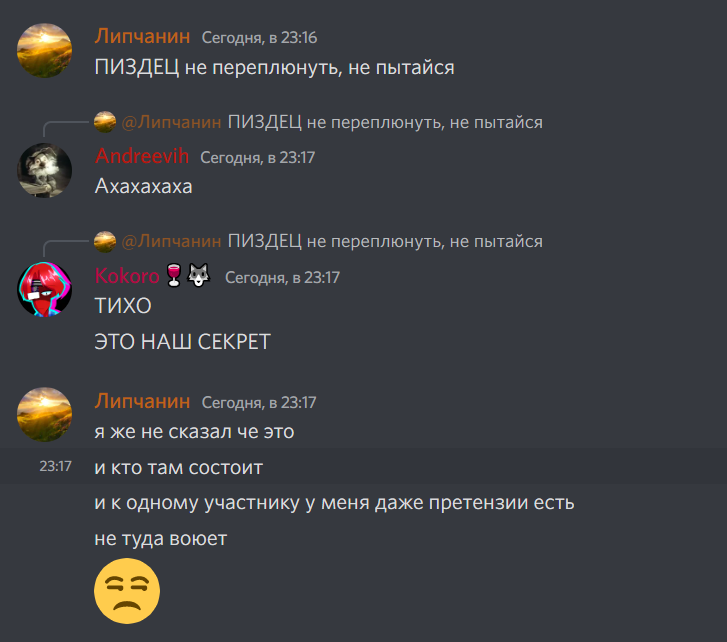 Липчанин Сегодня, в 23:16
ПИЗДЕЦ не переплюнуть, не пытайся
@Липчанин ПИЗДЕЦ не переплюнуть, не пытайся
Andreevih Сегодня, в 23:17
Ахахахаха
@Липчанин ПИЗДЕЦ не переплюнуть, не пытайся
Kokoro🍷🐺 Сегодня, в 23:17
ТИХО
ЭТО НАШ СЕКРЕТ
Липчанин Сегодня, в 23:17
я же не сказал че это
23:17 и кто там состоит
и к одному участнику у меня даже претензии есть
не туда воюет